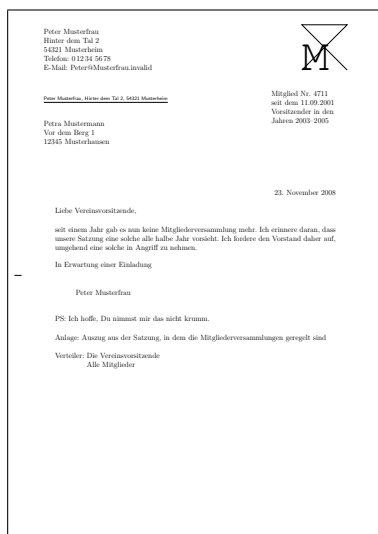 Peter Musterfrau
Hinter dem Tal 2
54321 Musterheim
Telefon: 0 12 34 56 78
E-Mail: Peter@Musterfrau.invalid
M
Peter Musterfrau, Hinter dem Tal 2, 54321 Musterheim
Mitglied Nr. 4711
seit dem 11.09.2001
Vorsitzender in den
Jahren 2003–2005
Petra Mustermann
Vor dem Berg 1
12345 Musterhausen
23. November 2008
Liebe Vereinsvorsitzende,
seit einem Jahr gab es nun keine Mitgliederversammlung mehr. Ich erinnere daran, dass
unsere Satzung eine solche alle halbe Jahr vorsieht. Ich fordere den Vorstand daher auf,
umgehend eine solche in Angriff zu nehmen.
In Erwartung einer Einladung
Peter Musterfrau
PS: Ich hoffe, Du nimmst mir das nicht krumm.
Anlage: Auszug aus der Satzung, in dem die Mitgliederversammlungen geregelt sind
Verteiler: Die Vereinsvorsitzende
Alle Mitglieder